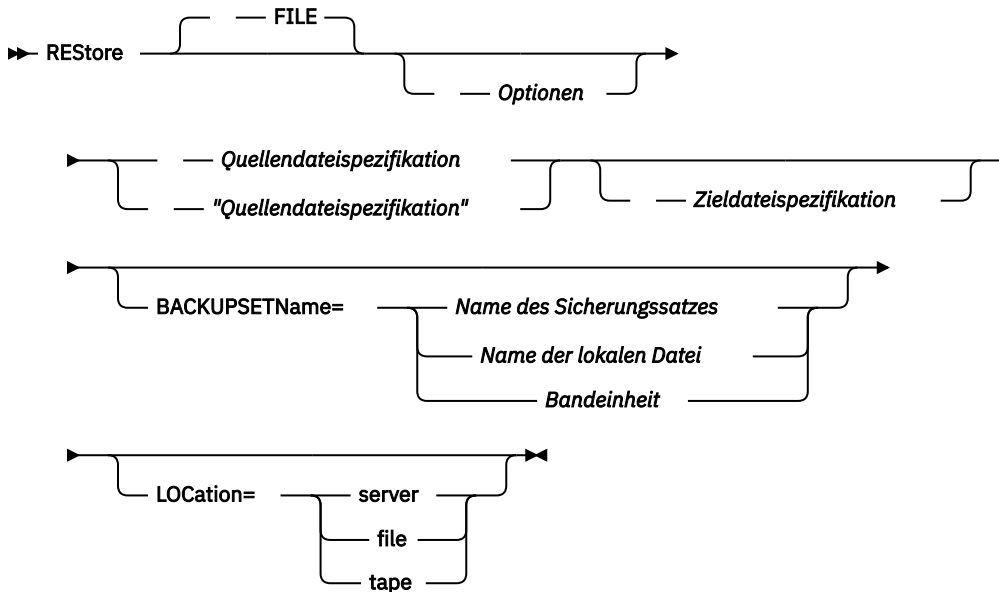 FILE
REStore
Optionen
Quellendateispezifikation
"Quellendateispezifikation"
Zieldateispezifikation
BACKUPSETName=
Name des Sicherungssatzes
Name der lokalen Datei
Bandeinheit
LOCation=
server
file
tape